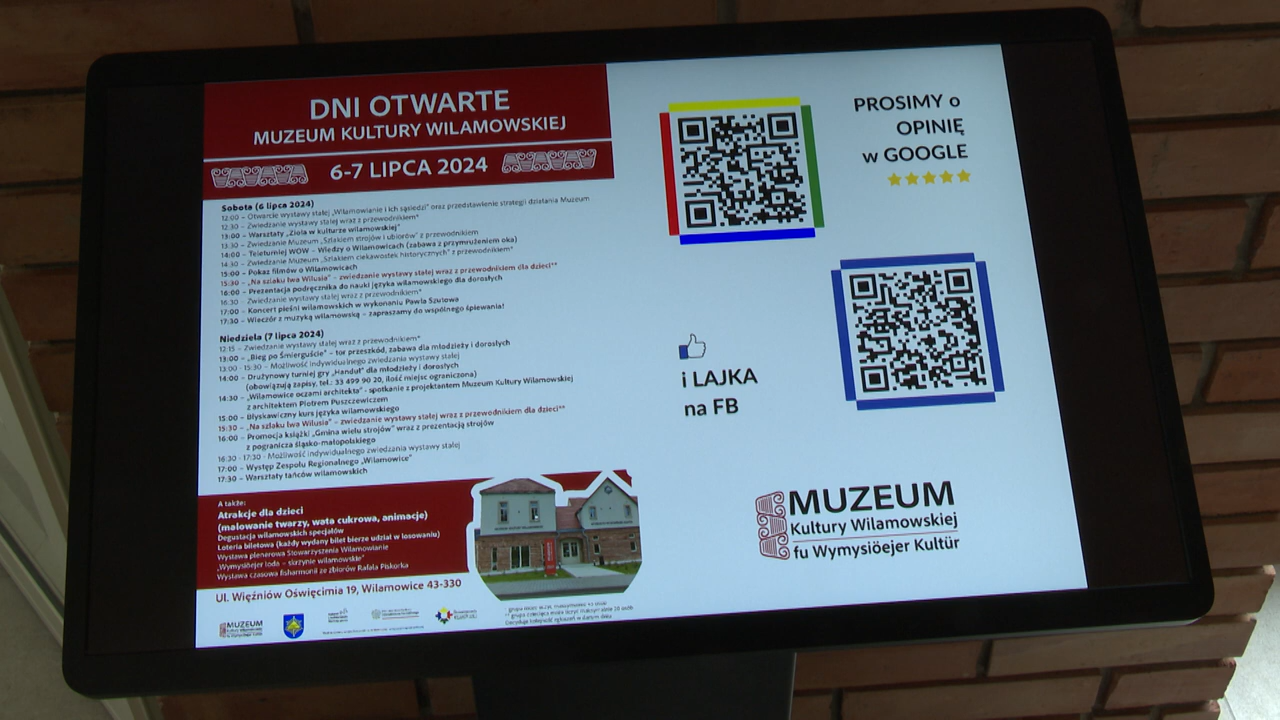 DNI OTWARTE
MUZEUM KULTURY WILAMOWSKIEJ
6-7 LIPCA 2024
Sobota (6 lipca 2024)
12:00 – Otwarcie wystawy stałej „Wilamowianie i ich sąsiedzi” oraz przedstawienie strategii działania Muzeum
12:30 – Zwiedzanie wystawy stałej wraz z przewodnikiem*
13:00 – Warsztaty „Zioła w kulturze wilamowskiej”
13:30 – Zwiedzanie Muzeum „Szlakiem strojów i ubiorów” z przewodnikiem
14:00 – Teleturniej WOW – Wiedzy o Wilamowicach (zabawa z przymrużeniem oka)
14:30 – Zwiedzanie Muzeum „Szlakiem ciekawostek historycznych” z przewodnikiem*
15:00 – Pokaz filmów o Wilamowicach
15:30 – „Na szlaku lwa Wilusia” – zwiedzanie wystawy stałej wraz z przewodnikiem dla dzieci**
16:00 – Prezentacja podręcznika do nauki języka wilamowskiego dla dorosłych
16:30 – Zwiedzanie wystawy stałej wraz z przewodnikiem*
17:00 – Koncert pieśni wilamowskich w wykonaniu Pawła Szutowa
17:30 – Wieczór z muzyką wilamowską – zapraszamy do wspólnego śpiewania!
Niedziela (7 lipca 2024)
12:15 – Zwiedzanie wystawy stałej wraz z przewodnikiem*
13:00 – „Bieg po Śmierguście” – tor przeszkód, zabawa dla młodzieży i dorosłych
13:00 - 15:30 – Możliwość indywidualnego zwiedzania wystawy stałej
14:00 – Drużynowy turniej gry „Handuł” dla młodzieży i dorosłych
(obowiązują zapisy, tel.: 33 499 90 20, ilość miejsc ograniczona)
14:30 – „Wilamowice oczami architekta” - spotkanie z projektantem Muzeum Kultury Wilamowskiej
z architektem Piotrem Puszczewiczem
15:00 – Błyskawiczny kurs języka wilamowskiego
15:30 – „Na szlaku lwa Wilusia” – zwiedzanie wystawy stałej wraz z przewodnikiem dla dzieci**
16:00 – Promocja książki „Gmina wielu strojów” wraz z prezentacją strojów
z pogranicza śląsko-małopolskiego
16:30 - 17:30 - Możliwość indywidualnego zwiedzania wystawy stałej
17:00 – Występ Zespołu Regionalnego „Wilamowice”
17:30 – Warsztaty tańców wilamowskich
A także:
Atrakcje dla dzieci
(malowanie twarzy, wata cukrowa, animacje)
Degustacja wilamowskich specjałów
Loteria biletowa (każdy wydany bilet bierze udział w losowaniu)
Wystawa plenerowa Stowarzyszenia Wilamowianie
„Wymysiöejer łoda – skrzynie wilamowskie”
Wystawa czasowa fisharmonii ze zbiorów Rafała Piskorka
Ul. Więźniów Oświęcimia 19, Wilamowice 43-330
MUZEUM
Kultury Wilamowskiej
fu Wymysiöejer Kultür
PROSIMY o
OPINIĘ
w GOOGLE
i LAJKA
na FB
MUZEUM
Kultury Wilamowskiej
fu Wymysiöejer Kultür